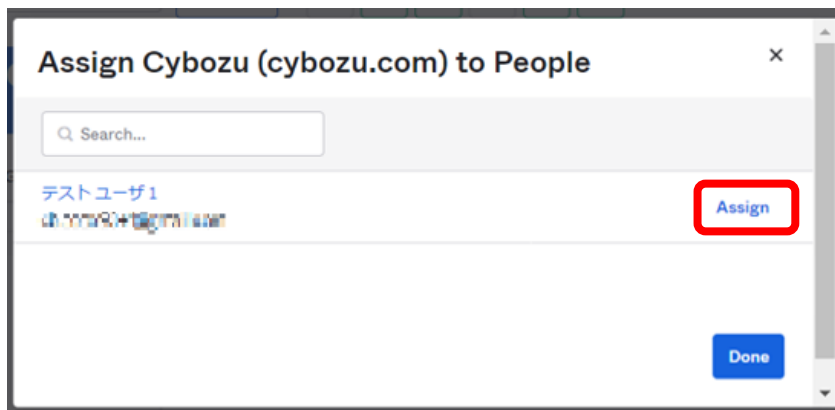 Assign Cybozu (cybozu.com) to People
Search...
テスト ユーザ 1
Assign
Done